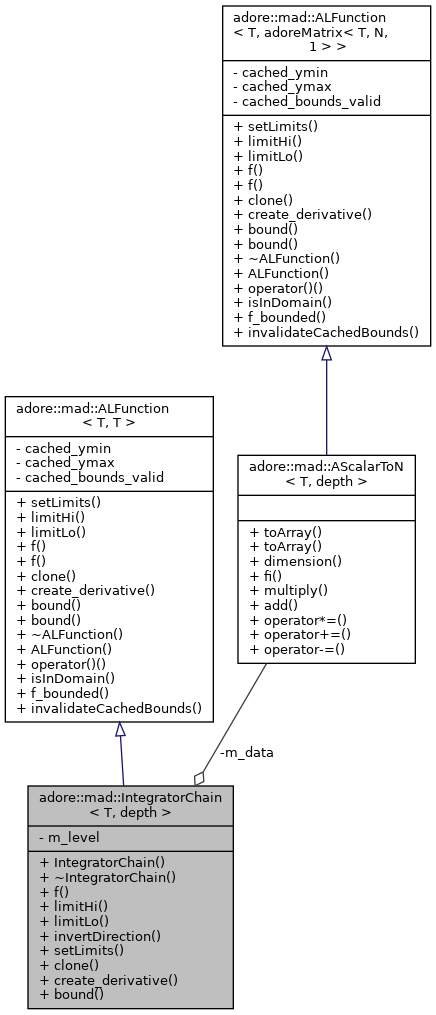 adore::mad::ALFunction
< T, adoreMatrix< T, N,
1 > >
- cached_ymin
- cached_ymax
- cached_bounds_valid
+ setLimits()
+ limitHi()
+ limitLo()
+ f()
+ f()
+ clone()
+ create_derivative()
+ bound()
+ bound()
+ ~ALFunction()
+ ALFunction()
+ operator()()
+ isInDomain()
+ f_bounded()
+ invalidateCachedBounds()
adore::mad::ALFunction
< T, T >
- cached_ymin
- cached_ymax
- cached_bounds_valid
+ setLimits()
+ limitHi()
+ limitLo()
+ f()
+ f()
+ clone()
+ create_derivative()
+ bound()
+ bound()
+ ~ALFunction()
+ ALFunction()
+ operator()()
+ isInDomain()
+ f_bounded()
+ invalidateCachedBounds()
adore::mad::AScalarToN
< T, depth >
+ toArray()
+ toArray()
+ dimension()
+ fi()
+ multiply()
+ add()
+ operator*=()
+ operator+=()
+ operator-=()
-m_data
adore::mad::IntegratorChain
< T, depth >
- m_level
+ IntegratorChain()
+ ~IntegratorChain()
+ f()
+ limitHi()
+ limitLo()
+ invertDirection()
+ setLimits()
+ clone()
+ create_derivative()
+ bound()